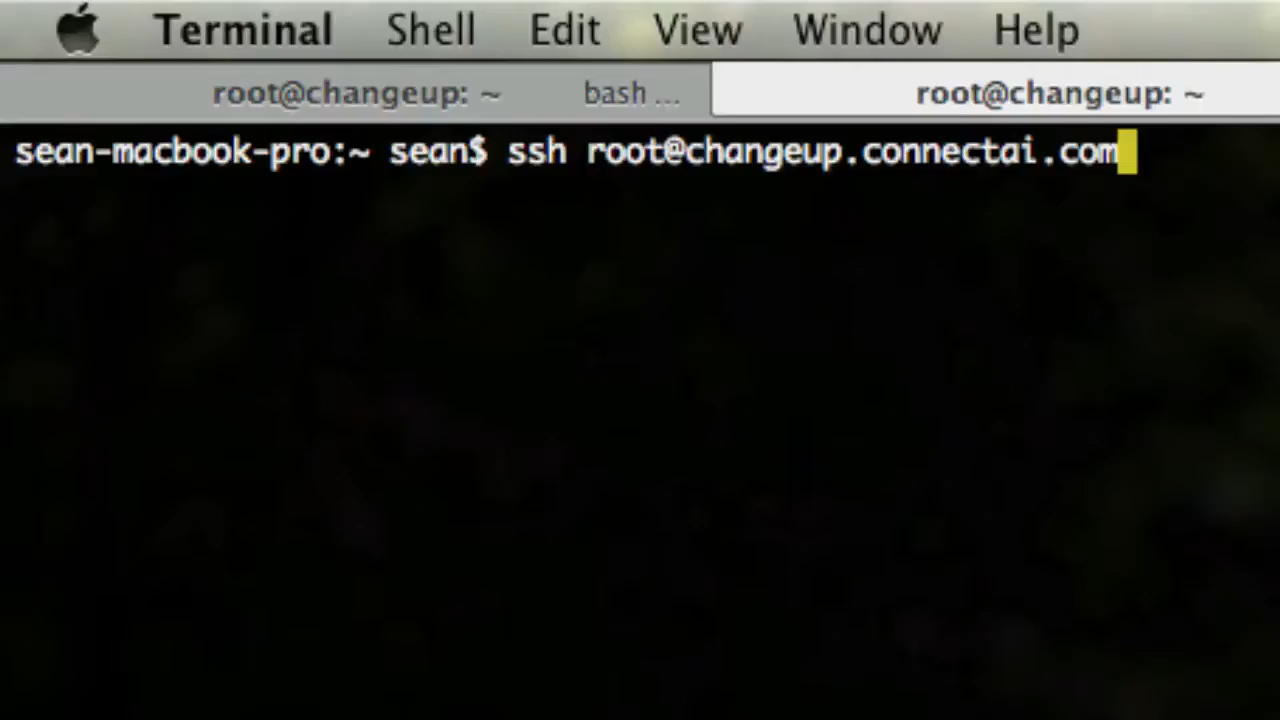 Terminal Shell Edit View Window Help
root@changeup: ~ bash ... root@changeup: ~
sean-macbook-pro:~ sean$ ssh root@changeup.connectai.com